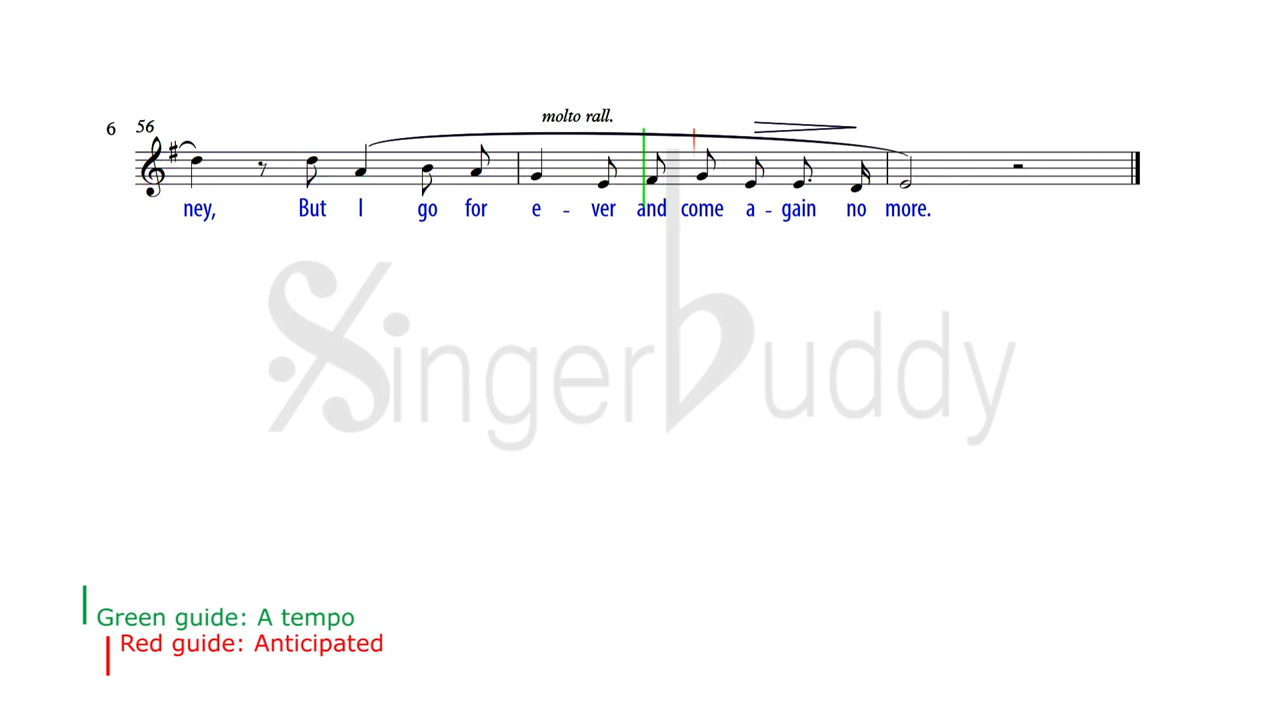 molto rall.
6 56
ney, But I go for e - ver and come a - gain no more.
Singerbuddy
Green guide: A tempo
Red guide: Anticipated